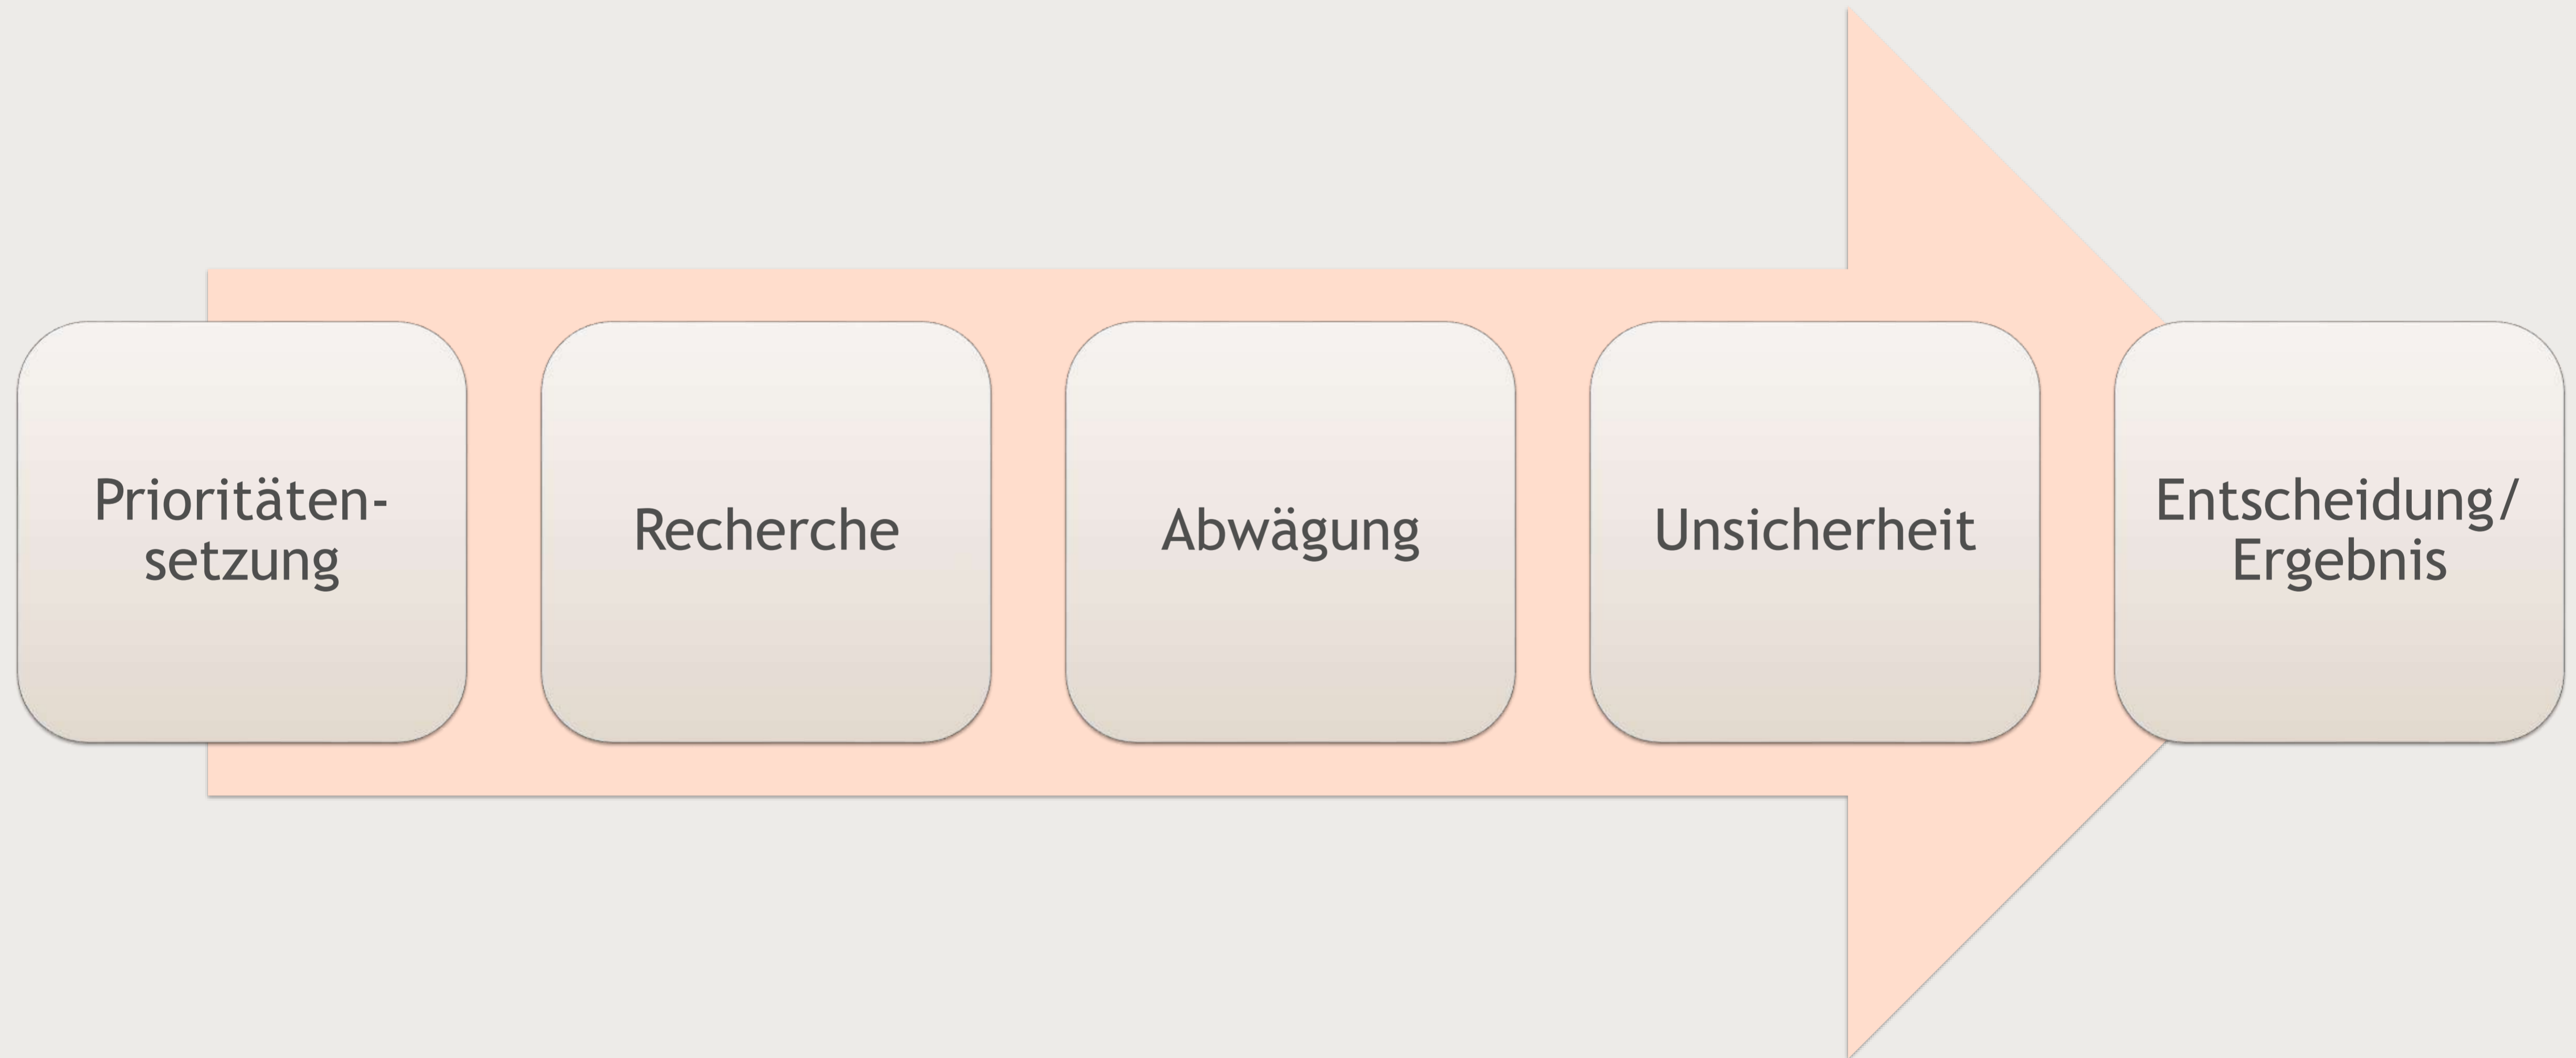 Prioritäten-
setzung
Recherche
Abwägung
Unsicherheit
Entscheidung/
Ergebnis